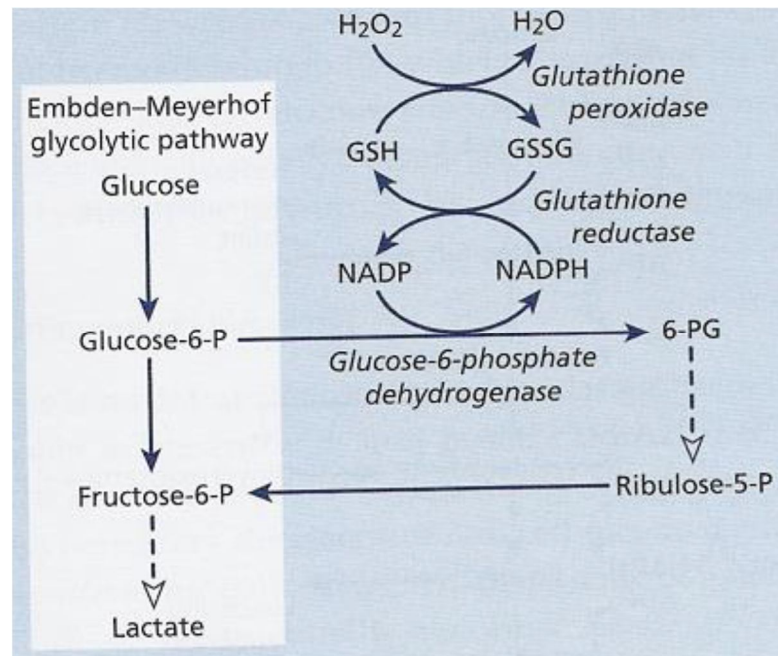 H₂O₂
H₂O
Glutathione
peroxidase
Embden–Meyerhof
glycolytic pathway
Glucose
GSH
GSSG
Glutathione
reductase
NADP
NADPH
Glucose-6-P
6-PG
Glucose-6-phosphate
dehydrogenase
Fructose-6-P
Ribulose-5-P
Lactate